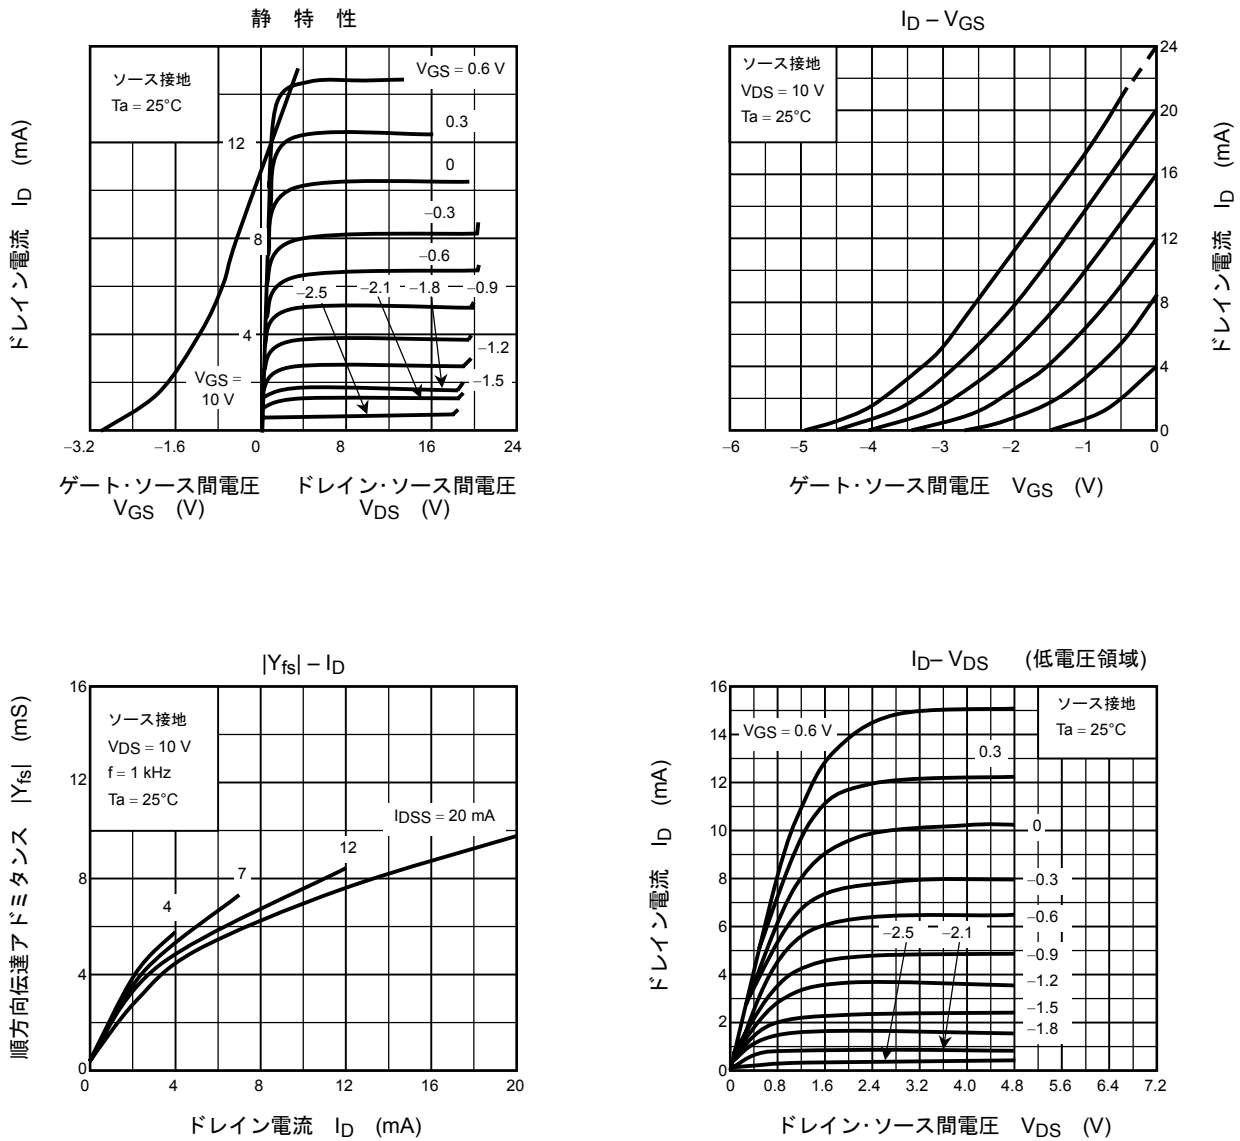 静 特 性
ソース接地
Ta = 25°C
VGS = 0.6 V
0.3
0
−0.3
−0.6
−2.5 −2.1 −1.8 −0.9
−1.2
−1.5
VGS =
10 V
12
8
4
−3.2 −1.6 0 8 16 24
ドレイン電流 ID (mA)
ゲート·ソース間電圧 VGS (V)
ドレイン·ソース間電圧 VDS (V)
ID – VGS
ソース接地
VDS = 10 V
Ta = 25°C
24
20
16
12
8
4
0
−6 −5 −4 −3 −2 −1 0
ドレイン電流 ID (mA)
ゲート·ソース間電圧 VGS (V)
|Yfs| – ID
ソース接地
VDS = 10 V
f = 1 kHz
Ta = 25°C
IDSS = 20 mA
12
7
4
16
12
8
4
0
0 4 8 12 16 20
順方向伝達アドミタンス |Yfs| (mS)
ドレイン電流 ID (mA)
ID – VDS (低電圧領域)
ソース接地
Ta = 25°C
VGS = 0.6 V
0.3
0
−0.3
−0.6
−2.5 −2.1
−0.9
−1.2
−1.5
−1.8
16
14
12
10
8
6
4
2
0
0 0.8 1.6 2.4 3.2 4.0 4.8 5.6 6.4 7.2
ドレイン電流 ID (mA)
ドレイン·ソース間電圧 VDS (V)